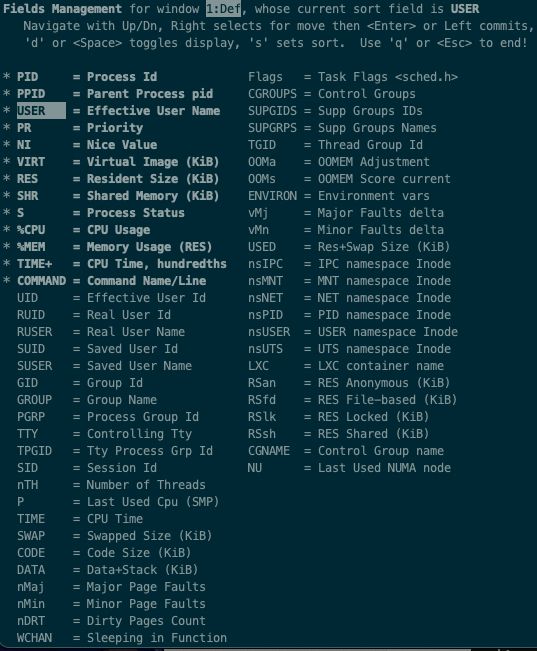 Fields Management for window 1:Def, whose current sort field is USER
Navigate with Up/Dn, Right selects for move then <Enter> or Left commits,
'd' or <Space> toggles display, 's' sets sort.  Use 'q' or <Esc> to end!
* PID     = Process Id             Flags   = Task Flags <sched.h>
* PPID    = Parent Process pid     CGROUPS = Control Groups
* USER    = Effective User Name    SUPGIDS = Supp Groups IDs
* PR      = Priority               SUPGRPS = Supp Groups Names
* NI      = Nice Value             TGID    = Thread Group Id
* VIRT    = Virtual Image (KiB)    OOMa    = OOMEM Adjustment
* RES     = Resident Size (KiB)    OOMs    = OOMEM Score current
* SHR     = Shared Memory (KiB)    ENVIRON = Environment vars
* S       = Process Status         vMj     = Major Faults delta
* %CPU    = CPU Usage              vMn     = Minor Faults delta
* %MEM    = Memory Usage (RES)     USED    = Res+Swap Size (KiB)
* TIME+   = CPU Time, hundredths   nsIPC   = IPC namespace Inode
* COMMAND = Command Name/Line      nsMNT   = MNT namespace Inode
UID     = Effective User Id      nsNET   = NET namespace Inode
RUID    = Real User Id           nsPID   = PID namespace Inode
RUSER   = Real User Name         nsUSER  = USER namespace Inode
SUID    = Saved User Id          nsUTS   = UTS namespace Inode
SUSER   = Saved User Name        LXC     = LXC container name
GID     = Group Id               RSan    = RES Anonymous (KiB)
GROUP   = Group Name             RSfd    = RES File-based (KiB)
PGRP    = Process Group Id       RSlk    = RES Locked (KiB)
TTY     = Controlling Tty        RSsh    = RES Shared (KiB)
TPGID   = Tty Process Grp Id     CGNAME  = Control Group name
SID     = Session Id             NU      = Last Used NUMA node
nTH     = Number of Threads
P       = Last Used Cpu (SMP)
TIME    = CPU Time
SWAP    = Swapped Size (KiB)
CODE    = Code Size (KiB)
DATA    = Data+Stack (KiB)
nMaj    = Major Page Faults
nMin    = Minor Page Faults
nDRT    = Dirty Pages Count
WCHAN   = Sleeping in Function